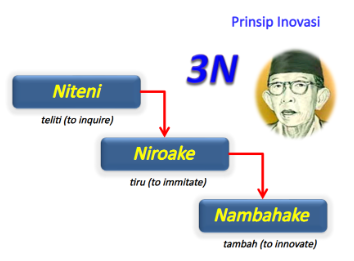 Prinsip Inovasi
3N
Niteni
teliti (to inquire)
Niroake
tiru (to immitate)
Nambahake
tambah (to innovate)